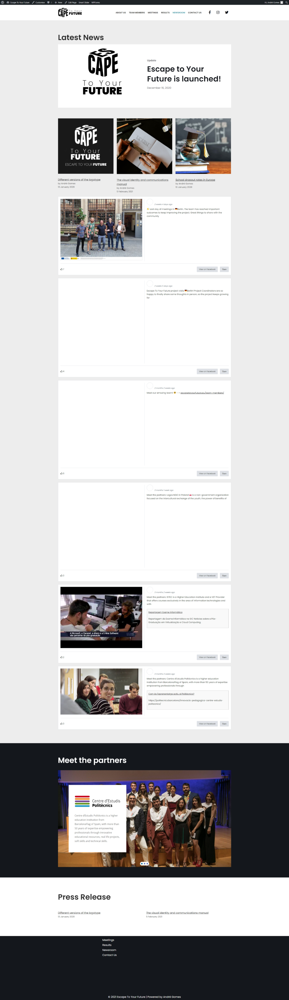 Escape To Your Future Customise 0 New Edit Page Smart Slider WPForms Hi, André Gomes
ESCAPE To Your FUTURE
ABOUT US TEAM MEMBERS MEETINGS RESULTS NEWSROOM CONTACT US
Latest News
ESCAPE
To Your
FUTURE
Update
Escape to Your
Future is launched!
December 16, 2020
ESCAPE
To Your
FUTURE
ESCAPE TO YOUR FUTURE
LEARN
Different versions of the logotype
by André Gomes
13 January 2020
The visual identity and communications
manual
by André Gomes
5 February 2021
School dropout rates in Europe
by André Gomes
13 January 2020
2 weeks 4 days ago
Last day of meetings in Berlin. The team has reached important
outcomes to keep improving the project. Great things to share with the
community
7
View on Facebook Share
2 weeks 5 days ago
Escape To Your Future project visits Berlin! Project Coordinators are so
happy to finally share some thoughts in person, so the project keeps growing
for
4
View on Facebook Share
2 months 2 weeks ago
Meet our amazing team! --> escapetoyourfuture.eu/team-members/
6
View on Facebook Share
3 months 1 week ago
Meet the partners: Logos NGO in Poland is a non-government organization
focused on the intercultural exchange of the youth, the power of benefits of
3
View on Facebook Share
A Microsoft, a Claranet, a Altaro e a 5 Nine Software
são parceiras da pós-graduação
3 months 2 weeks ago
Meet the partners: ISTEC is a Higher Education Institute and a VET Provider
that offers courses exclusively in the area of information technologies and
with
Reportagem Exame Informática
Reportagem do Exame Informática na SIC Notícias sobre a Pós-
Graduação em Virtualização e Cloud Computing.
2
View on Facebook Share
3 months 3 weeks ago
Meet the partners: Centre d'Estudis Politècnics is a higher education
institution from BarcelonaFlag of Spain, with more than 50 years of expertise
empowering professionals through
Com és l'aprenentatge actiu al Politècnics?
https://politecnics.barcelona/innovacio-pedagogica-centre-estudis-
politecnics/
3
View on Facebook Share
Meet the partners
Centre d'Estudis
Politècnics
Centre d'Estudis Politècnics is a higher
education institution from
BarcelonaFlag of Spain, with more than
50 years of expertise empowering
professionals through innovative
educational resources, real life projects,
soft skills and technical skills.
Press Release
Different versions of the logotype
13 January 2020
The visual identity and communications manual
5 February 2021
Meetings
Results
Newsroom
Contact Us
© 2021 Escape To Your Future | Powered by André Gomes